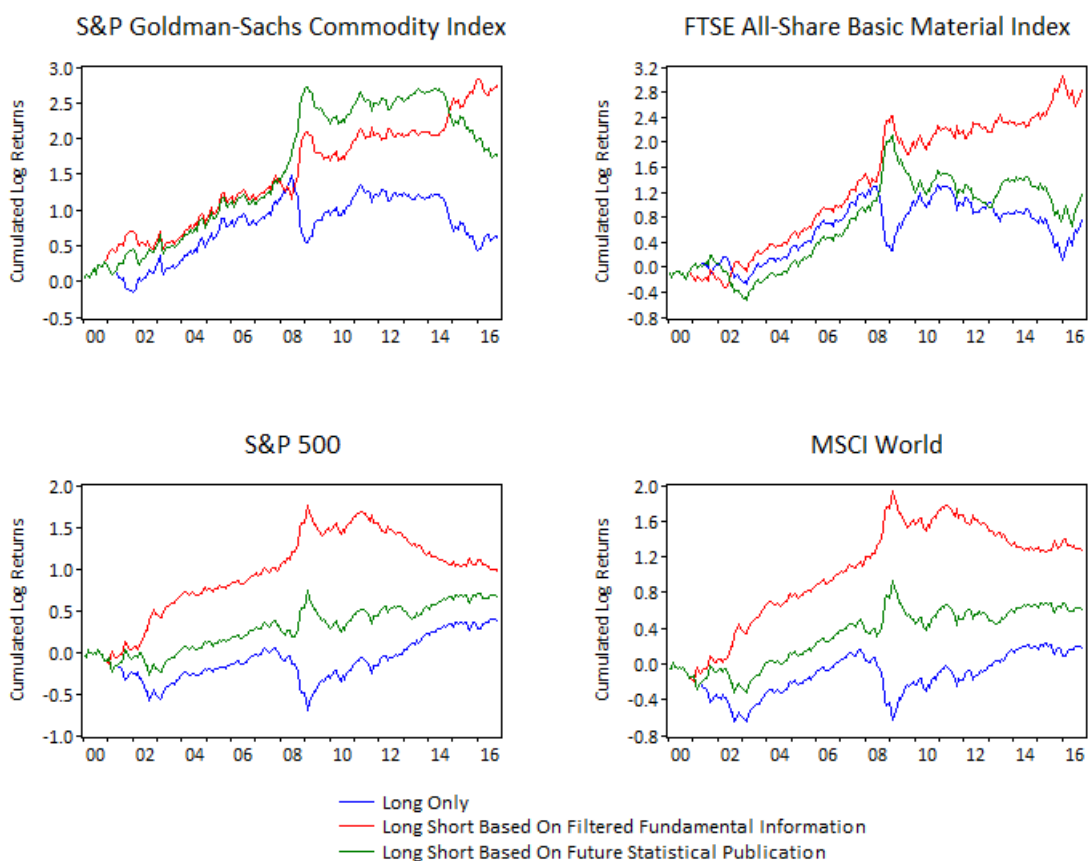 S&P Goldman-Sachs Commodity Index
FTSE All-Share Basic Material Index
Cumulated Log Returns
3.0
2.5
2.0
1.5
1.0
0.5
0.0
-0.5
00 02 04 06 08 10 12 14 16
Cumulated Log Returns
3.2
2.8
2.4
2.0
1.6
1.2
0.8
0.4
0.0
-0.4
-0.8
00 02 04 06 08 10 12 14 16
S&P 500
MSCI World
Cumulated Log Returns
2.0
1.5
1.0
0.5
0.0
-0.5
-1.0
00 02 04 06 08 10 12 14 16
Cumulated Log Returns
2.0
1.6
1.2
0.8
0.4
0.0
-0.4
-0.8
00 02 04 06 08 10 12 14 16
Long Only
Long Short Based On Filtered Fundamental Information
Long Short Based On Future Statistical Publication